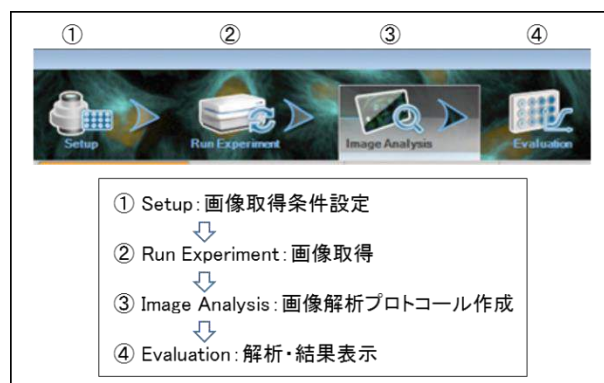 ① ② ③ ④
Setup Run Experiment Image Analysis Evaluation
① Setup:画像取得条件設定
② Run Experiment:画像取得
③ Image Analysis:画像解析プロトコール作成
④ Evaluation:解析・結果表示